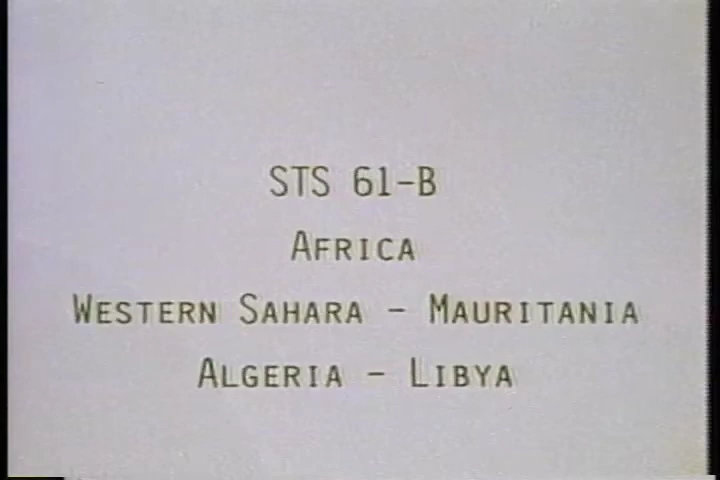 STS 61-B
AFRICA
WESTERN SAHARA - MAURITANIA
ALGERIA - LIBYA